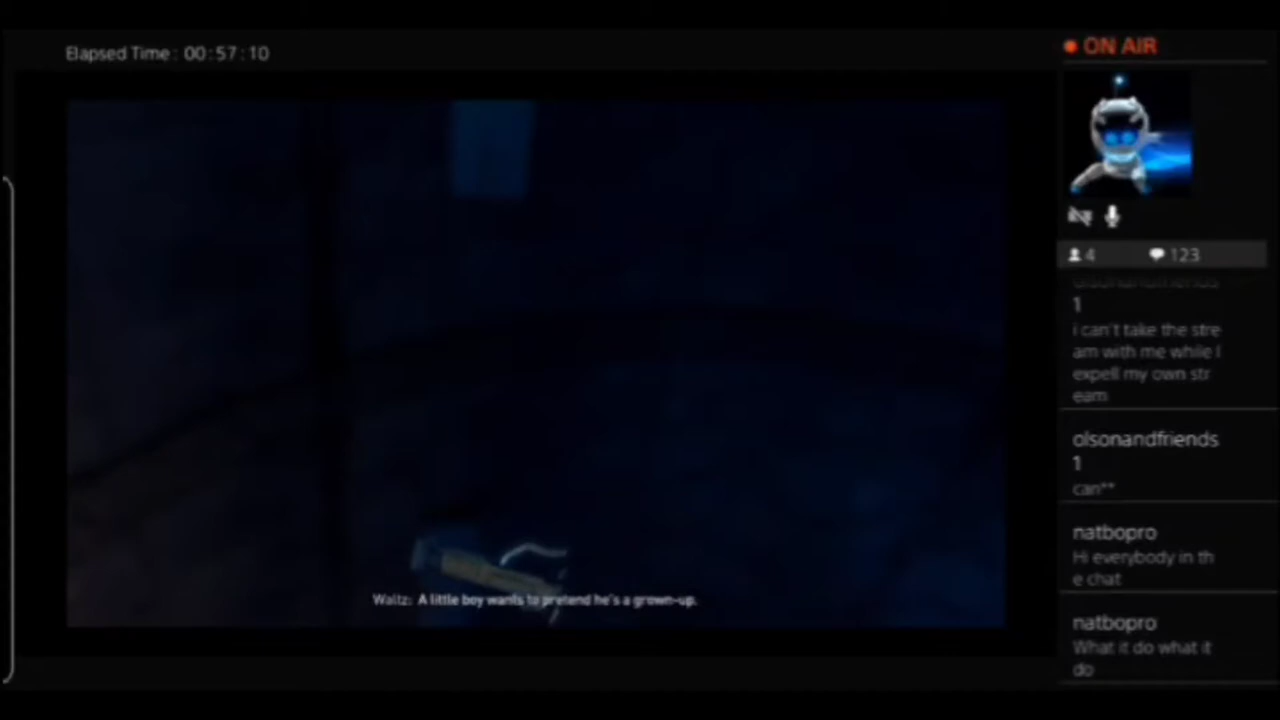 Elapsed Time: 00:57:10
ON AIR
4 123
1
i can't take the stre
am with me while I
expell my own str
eam
olsonandfriends
1
can**
natbopro
Hi everybody in th
e chat
natbopro
What it do what it
do
Waltz: A little boy wants to pretend he's a grown-up.